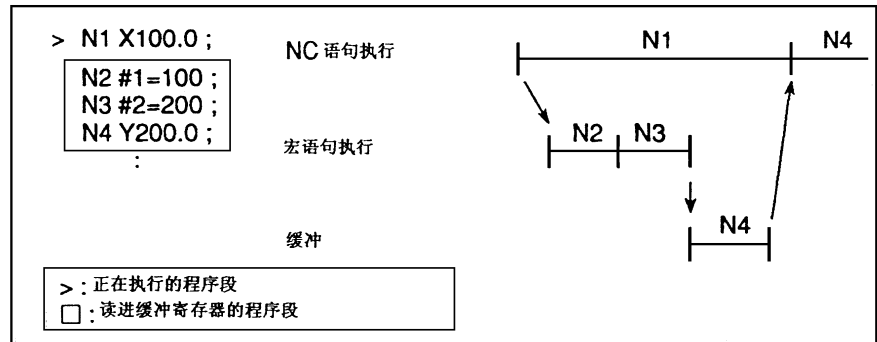 > N1 X100.0 ;
N2 #1=100 ;
N3 #2=200 ;
N4 Y200.0 ;
:
NC 语句执行
N1 N4
宏语句执行
N2 N3
缓冲
N4
> : 正在执行的程序段
□ : 读进缓冲寄存器的程序段